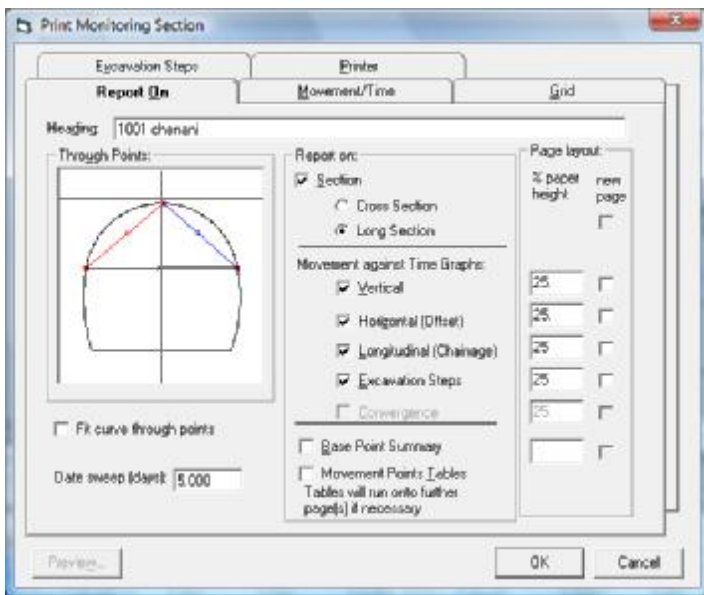 Print Monitoring Section
Excavation Steps
Printer
Report On
Movement/Time
Grid
Heading: 1001 chenani
Through Points:
Fit curve through points
Date sweep (days): 5.000
Report on:
Section
Cross Section
Long Section
Movement against Time Graphs:
Vertical
Horizontal (Offset)
Longitudinal (Chainage)
Excavation Steps
Convergence
Base Point Summary
Movement Points Tables
Tables will run onto further
page(s) if necessary
Page layout:
% paper
height
new
page
25
25
25
25
25
Preview...
OK
Cancel